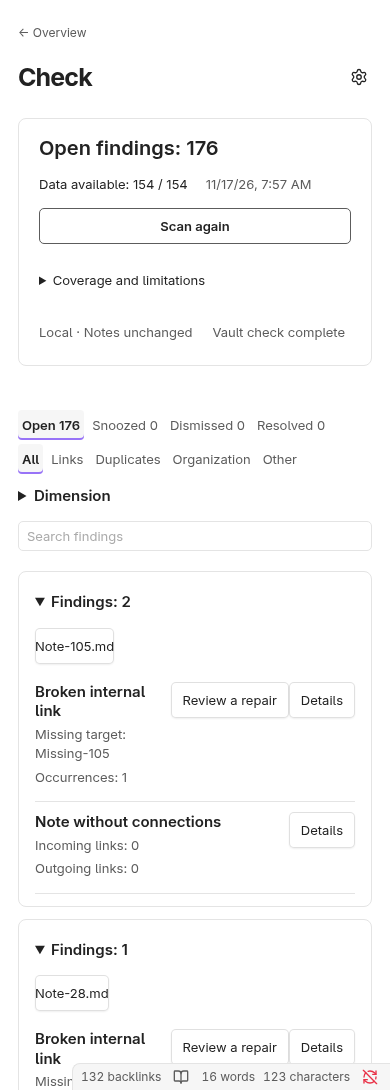 ← Overview
Check
Open findings: 176
Data available: 154 / 154 11/17/26, 7:57 AM
Scan again
Coverage and limitations
Local · Notes unchanged Vault check complete
Open 176 Snoozed 0 Dismissed 0 Resolved 0
All Links Duplicates Organization Other
Dimension
Search findings
Findings: 2
Note-105.md
Broken internal
link
Review a repair Details
Missing target:
Missing-105
Occurrences: 1
Note without connections
Details
Incoming links: 0
Outgoing links: 0
Findings: 1
Note-28.md
Broken internal
link
Review a repair Details
132 backlinks 16 words 123 characters